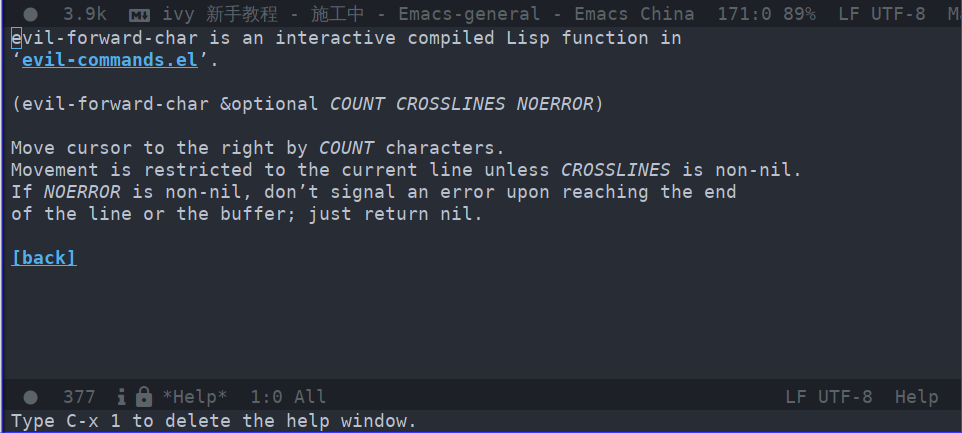 3.9k ivy 新手教程 - 施工中 - Emacs-general - Emacs China 171:0 89% LF UTF-8
evil-forward-char is an interactive compiled Lisp function in
‘evil-commands.el’.
(evil-forward-char &optional COUNT CROSSLINES NOERROR)
Move cursor to the right by COUNT characters.
Movement is restricted to the current line unless CROSSLINES is non-nil.
If NOERROR is non-nil, don’t signal an error upon reaching the end
of the line or the buffer; just return nil.
[back]
377 *Help* 1:0 All LF UTF-8 Help
Type C-x 1 to delete the help window.